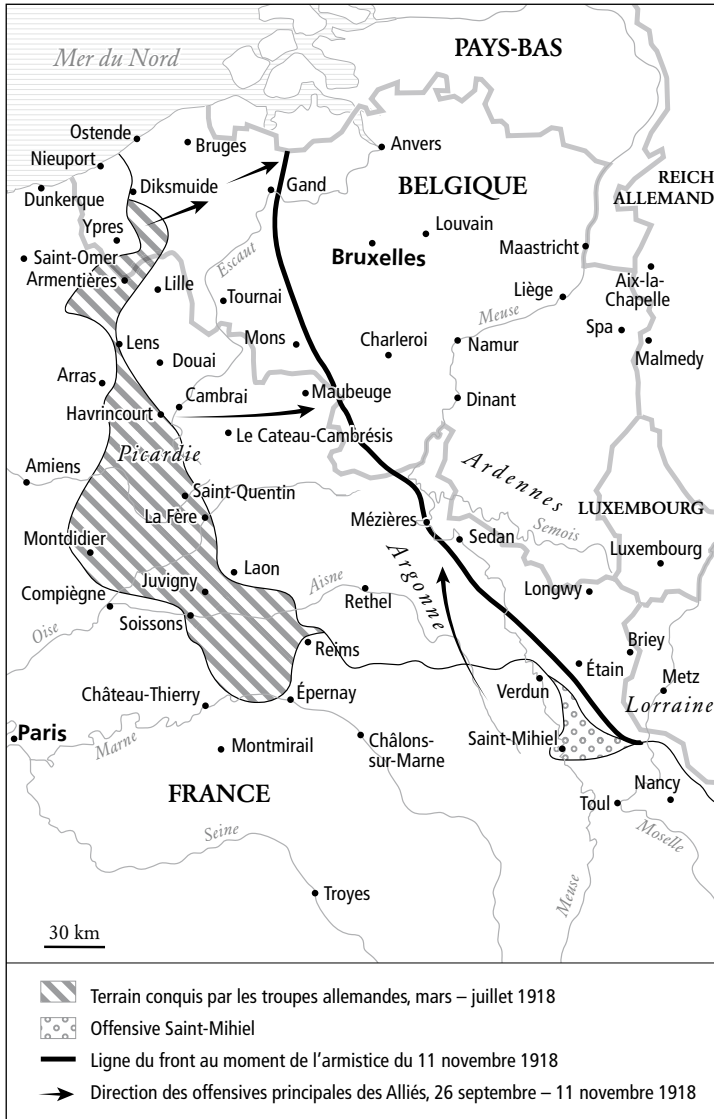 Mer du Nord
PAYS-BAS
Ostende
Bruges
Anvers
Nieuport
Dunkerque
Diksmuide
Gand
BELGIQUE
REICH
ALLEMAND
Ypres
Louvain
Bruxelles
Maastricht
Saint-Omer
Escaut
Armentières
Lille
Tournai
Liège
Aix-la-
Chapelle
Meuse
Spa
Lens
Mons
Charleroi
Namur
Malmedy
Douai
Arras
Cambrai
Maubeuge
Dinant
Havrincourt
Le Cateau-Cambrésis
Picardie
Amiens
Ardennes
Saint-Quentin
La Fère
Mézières
LUXEMBOURG
Semois
Sedan
Montdidier
Luxembourg
Argonne
Laon
Juvigny
Aisne
Longwy
Compiègne
Rethel
Soissons
Oise
Reims
Briey
Étain
Metz
Verdun
Château-Thierry
Épernay
Lorraine
Paris
Marne
Montmirail
Châlons-
sur-Marne
Saint-Mihiel
FRANCE
Nancy
Toul
Seine
Moselle
Meuse
Troyes
30 km
Terrain conquis par les troupes allemandes, mars – juillet 1918
Offensive Saint-Mihiel
Ligne du front au moment de l'armistice du 11 novembre 1918
Direction des offensives principales des Alliés, 26 septembre – 11 novembre 1918